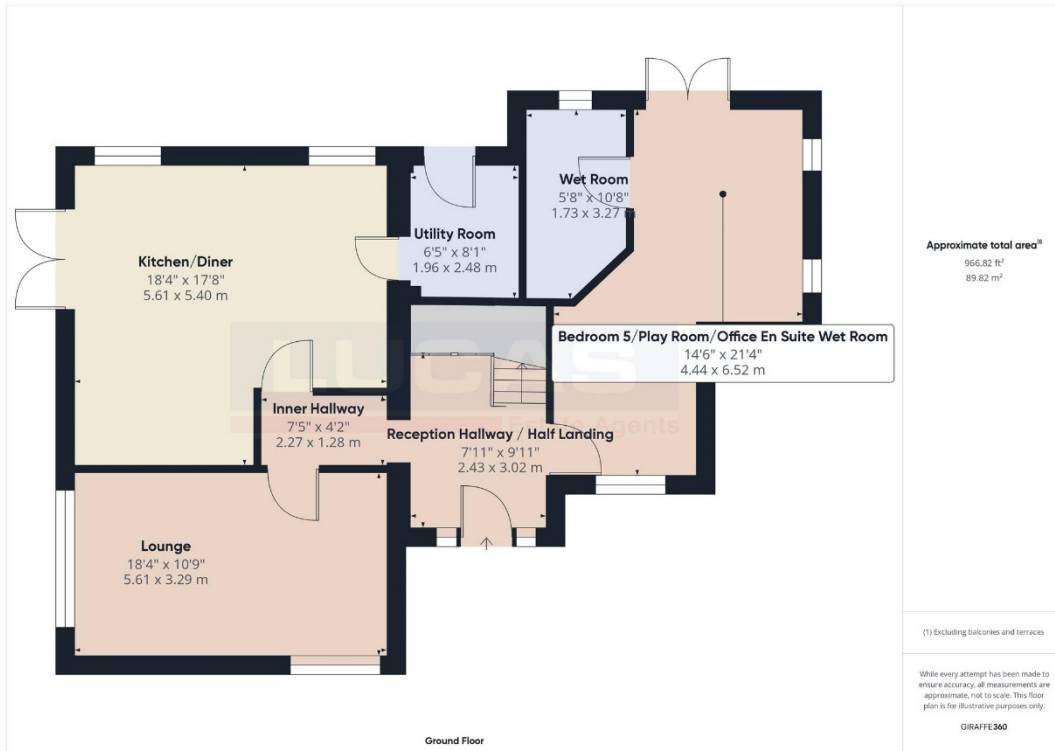 Wet Room
5'8" x 10'8"
1.73 x 3.27 m
Utility Room
6'5" x 8'1"
1.96 x 2.48 m
Kitchen/Diner
18'4" x 17'8"
5.61 x 5.40 m
Bedroom 5/Play Room/Office En Suite Wet Room
14'6" x 21'4"
4.44 x 6.52 m
LUCAS
Estate Agents
Inner Hallway
7'5" x 4'2"
2.27 x 1.28 m
Reception Hallway / Half Landing
7'11" x 9'11"
2.43 x 3.02 m
Lounge
18'4" x 10'9"
5.61 x 3.29 m
Ground Floor
Approximate total area⁽¹⁾
966.82 ft²
89.82 m²
(1) Excluding balconies and terraces
While every attempt has been made to
ensure accuracy, all measurements are
approximate, not to scale. This floor
plan is for illustrative purposes only.
GIRAFFE360